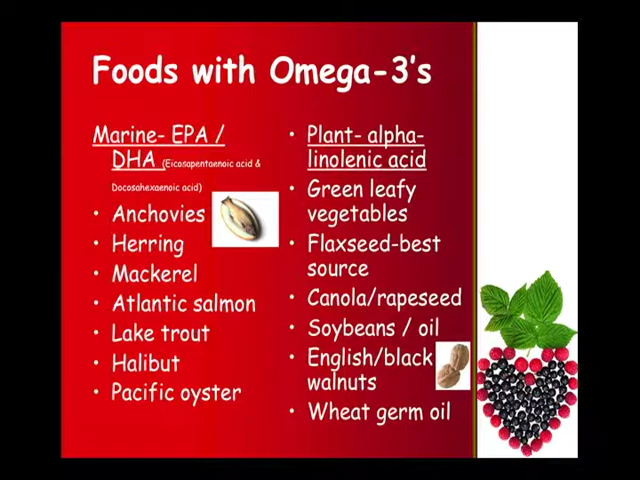 Foods with Omega-3's
Marine- EPA /
DHA (Eicosapentaenoic acid &
Docosahexaenoic acid)
• Anchovies
• Herring
• Mackerel
• Atlantic salmon
• Lake trout
• Halibut
• Pacific oyster
• Plant- alpha-
linolenic acid
• Green leafy
vegetables
• Flaxseed-best
source
• Canola/rapeseed
• Soybeans / oil
• English/black
walnuts
• Wheat germ oil